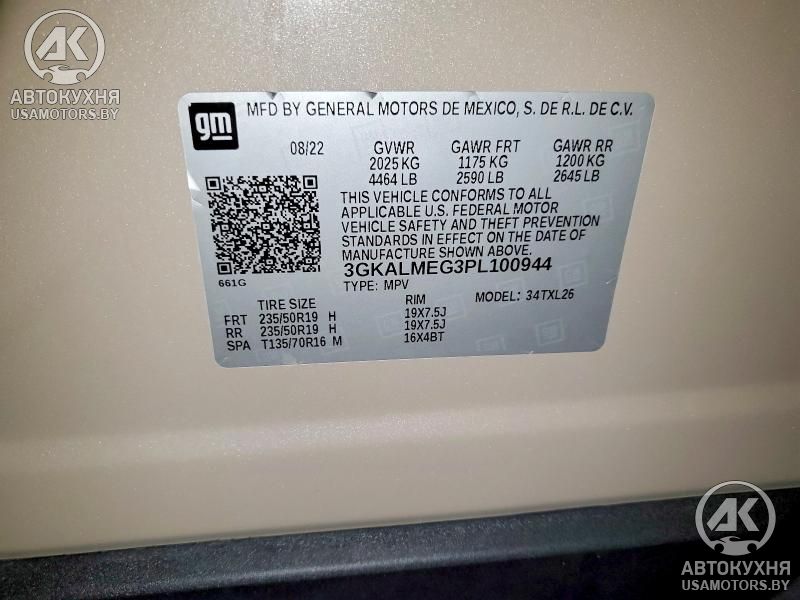 AK
АВТОКУХНЯ
USAMOTORS.BY
gm
MFD BY GENERAL MOTORS DE MEXICO, S. DE R.L. DE C.V.
08/22 GVWR GAWR FRT GAWR RR
2025 KG 1175 KG 1200 KG
4464 LB 2590 LB 2645 LB
THIS VEHICLE CONFORMS TO ALL
APPLICABLE U.S. FEDERAL MOTOR
VEHICLE SAFETY AND THEFT PREVENTION
STANDARDS IN EFFECT ON THE DATE OF
MANUFACTURE SHOWN ABOVE.
3GKALMEG3PL100944
661G
TYPE: MPV MODEL: 34TXL26
TIRE SIZE RIM
FRT 235/50R19 H 19X7.5J
RR 235/50R19 H 19X7.5J
SPA T135/70R16 M 16X4BT
AK
АВТОКУХНЯ
USAMOTORS.BY